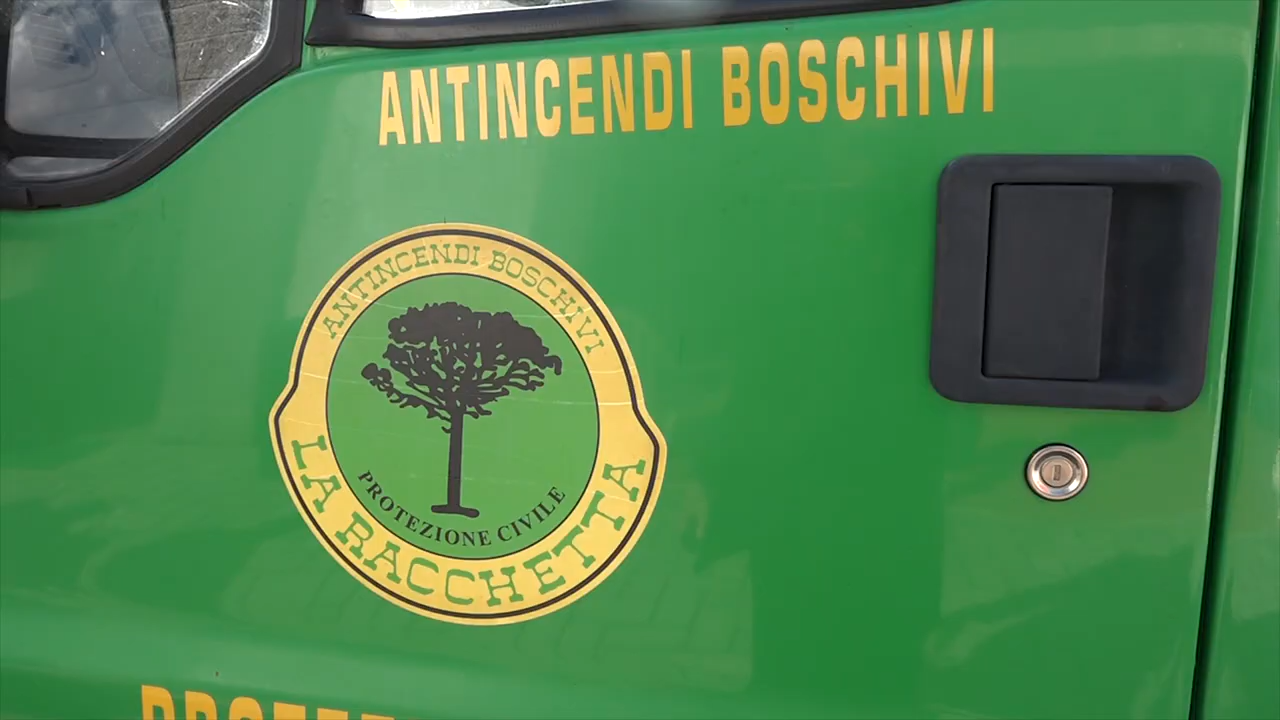 ANTINCENDI BOSCHIVI
ANTINCENDI BOSCHIVI
PROTEZIONE CIVILE
LA RACCHETTA